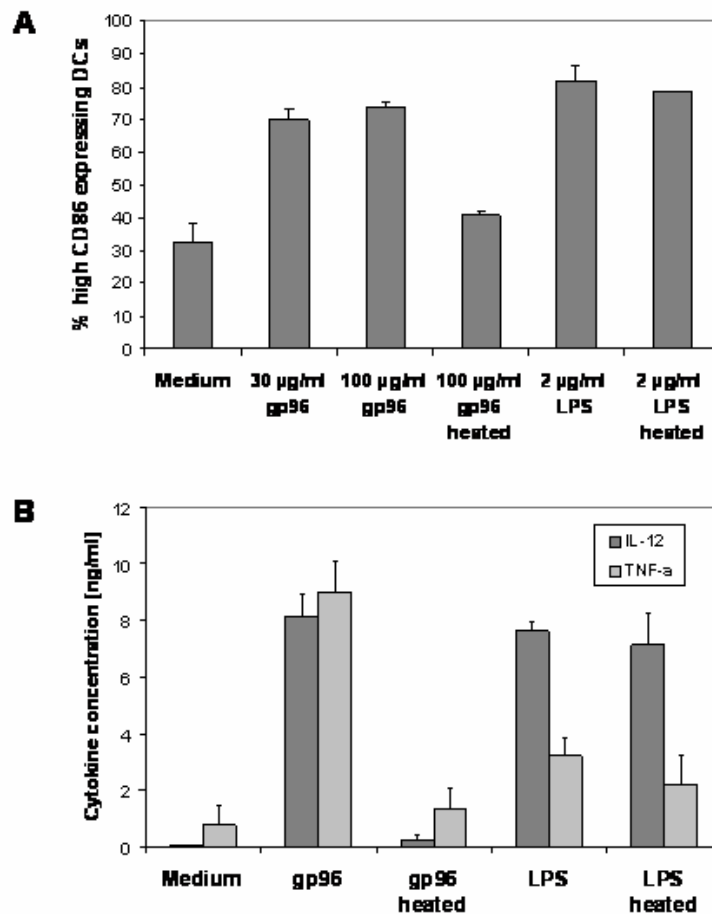 A
% high CD86 expressing DCs
100
90
80
70
60
50
40
30
20
10
0
Medium
30 µg/ml
gp96
100 µg/ml
gp96
100 µg/ml
gp96
heated
2 µg/ml
LPS
2 µg/ml
LPS
heated
B
Cytokine concentration [ng/ml]
12
10
8
6
4
2
0
IL-12
TNF-a
Medium
gp96
gp96
heated
LPS
LPS
heated